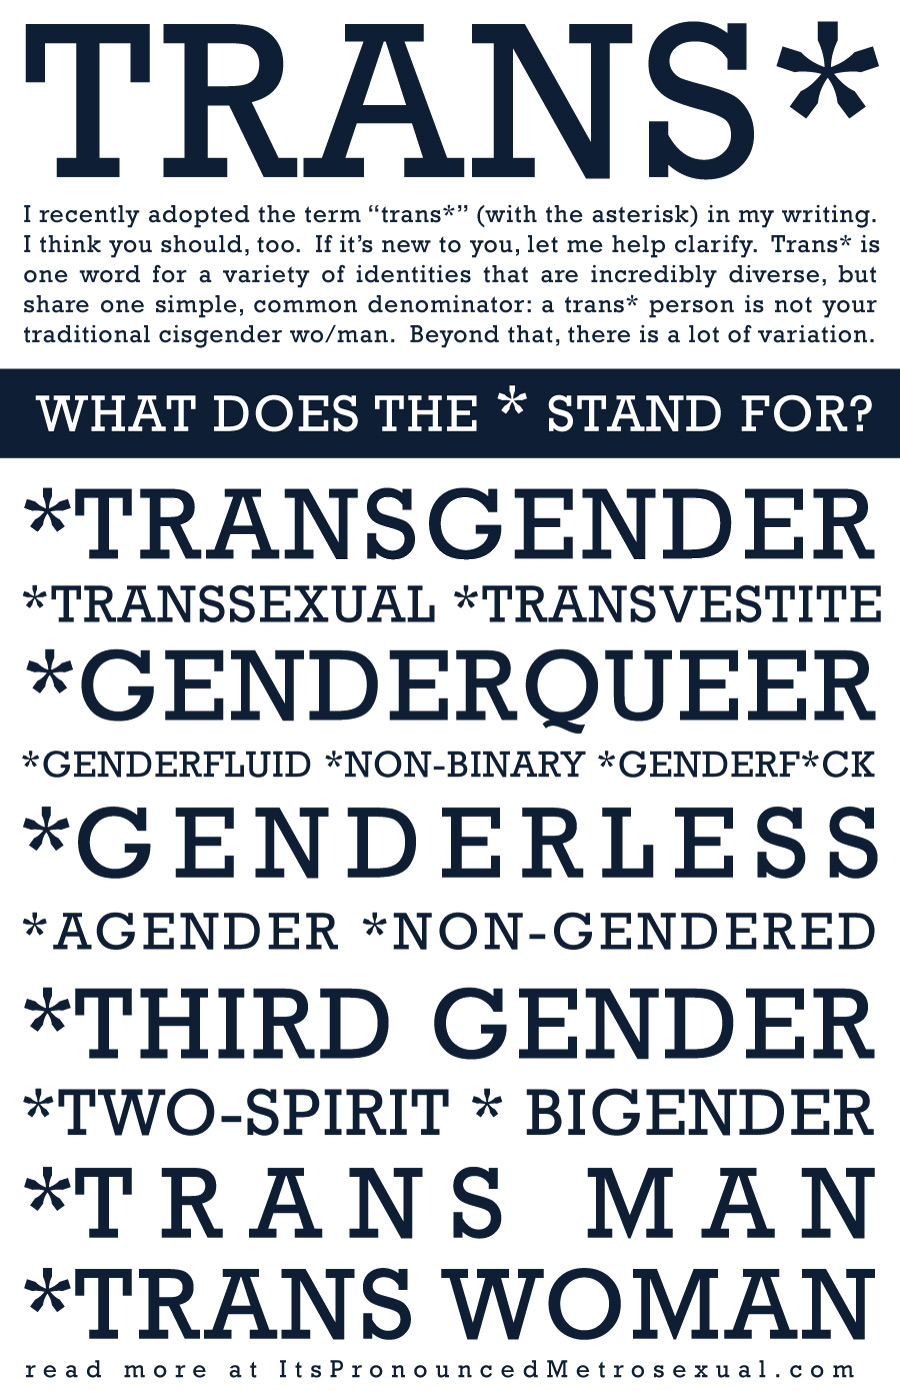 TRANS*
I recently adopted the term “trans*” (with the asterisk) in my writing.
I think you should, too. If it’s new to you, let me help clarify. Trans* is
one word for a variety of identities that are incredibly diverse, but
share one simple, common denominator: a trans* person is not your
traditional cisgender wo/man. Beyond that, there is a lot of variation.
WHAT DOES THE * STAND FOR?
*TRANSGENDER
*TRANSSEXUAL *TRANSVESTITE
*GENDERQUEER
*GENDERFLUID *NON-BINARY *GENDERF*CK
*GENDERLESS
*AGENDER *NON-GENDERED
*THIRD GENDER
*TWO-SPIRIT * BIGENDER
*TRANS MAN
*TRANS WOMAN
read more at ItsPronouncedMetrosexual.com